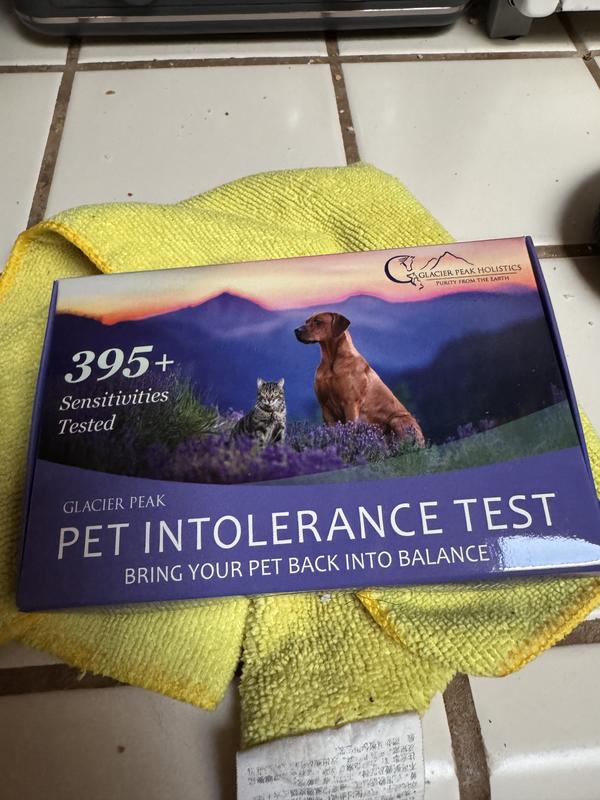 GLACIER PEAK HOLISTICS
PURITY FROM THE EARTH
395+
Sensitivities
Tested
GLACIER PEAK
PET INTOLERANCE TEST
BRING YOUR PET BACK INTO BALANCE